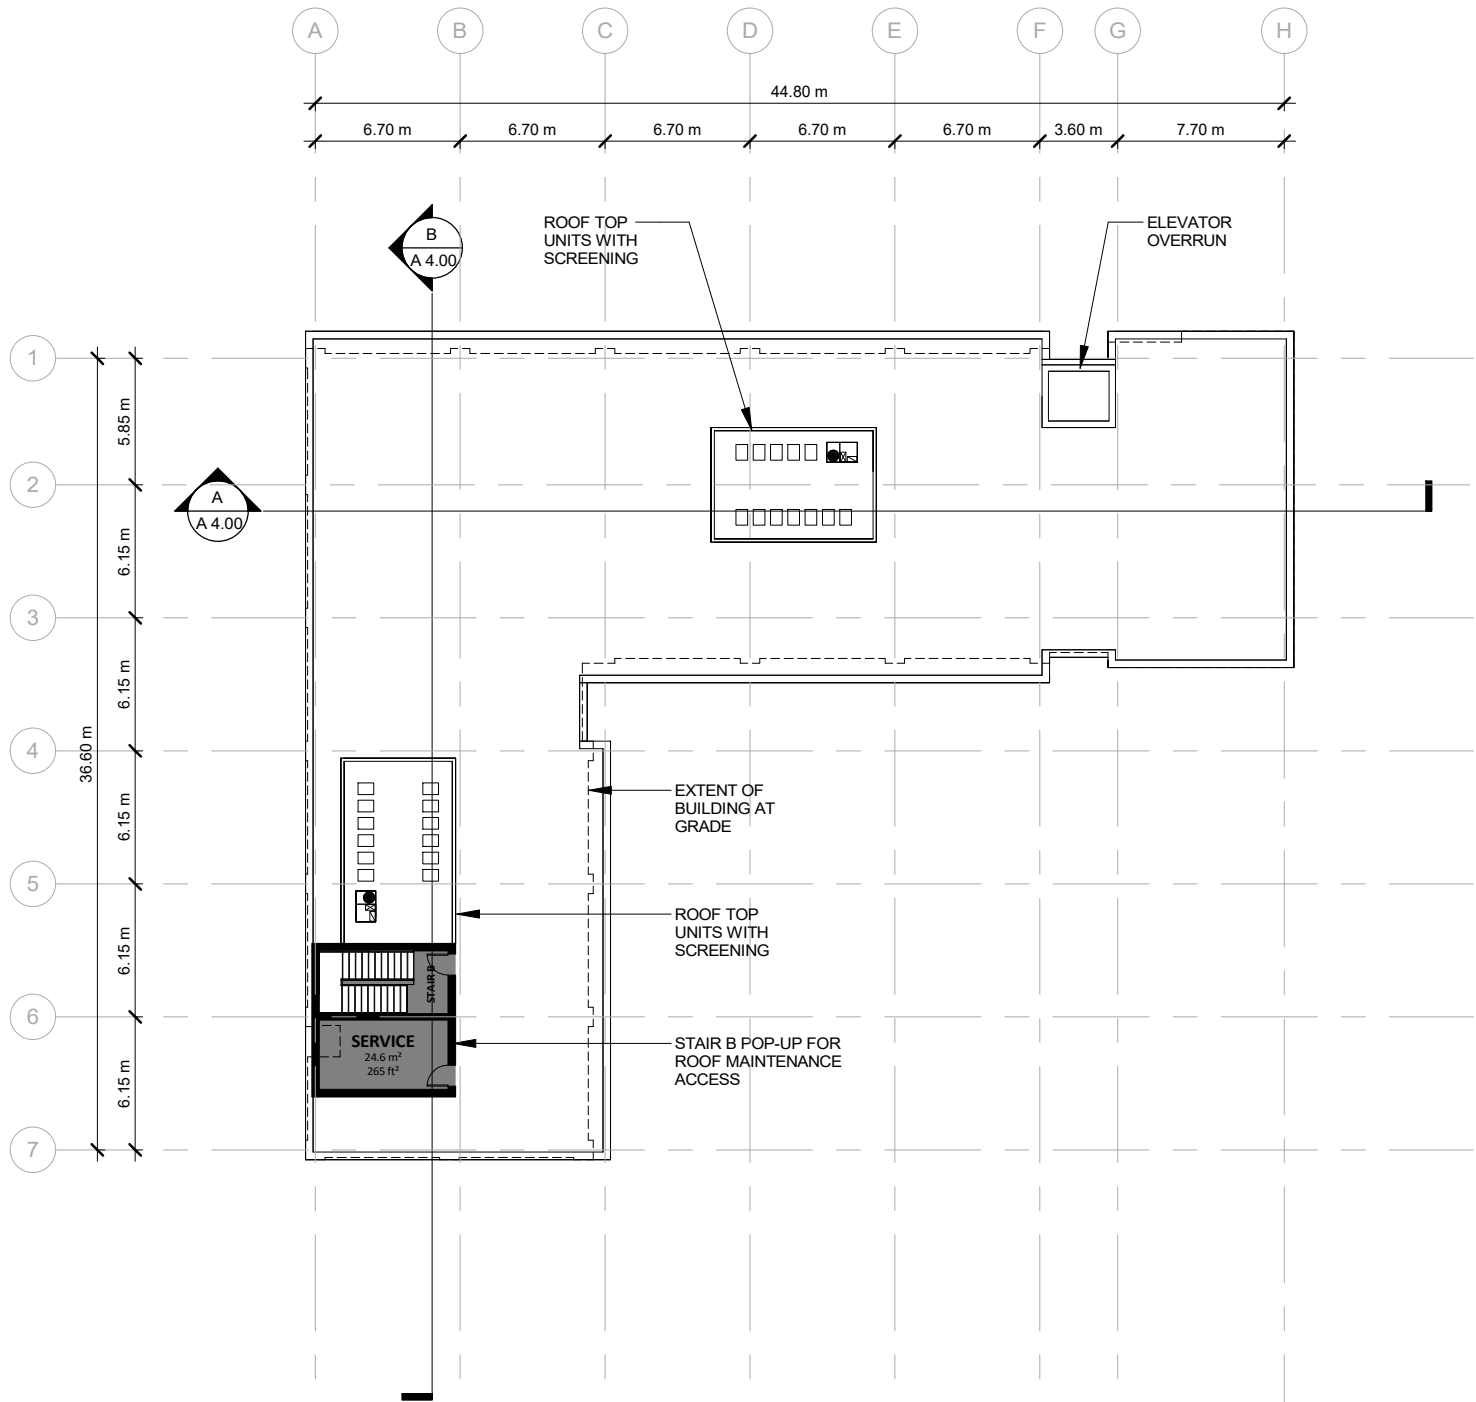 A B C D E F G H
44.80 m
6.70 m 6.70 m 6.70 m 6.70 m 6.70 m 3.60 m 7.70 m
B
A 4.00
ROOF TOP
UNITS WITH
SCREENING
ELEVATOR
OVERRUN
1
5.85 m
2
A
A 4.00
6.15 m
3
6.15 m
36.60 m
4
6.15 m
EXTENT OF
BUILDING AT
GRADE
5
ROOF TOP
UNITS WITH
SCREENING
6.15 m
STAIR B
6
SERVICE
24.6 m²
265 ft²
STAIR B POP-UP FOR
ROOF MAINTENANCE
ACCESS
6.15 m
7